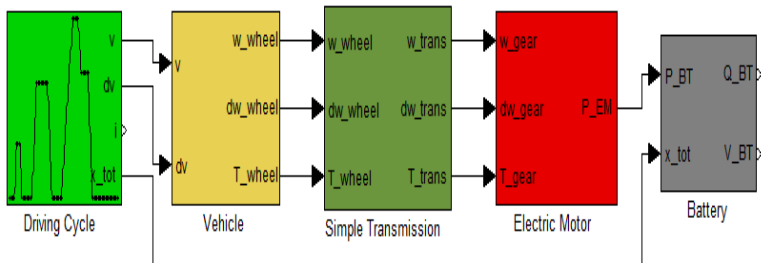 v
dv
i
x_tot
Driving Cycle
v
dv
w_wheel
dw_wheel
T_wheel
Vehicle
w_wheel
dw_wheel
T_wheel
w_trans
dw_trans
T_trans
Simple Transmission
w_gear
dw_gear
T_gear
P_EM
Electric Motor
P_BT
x_tot
Q_BT
V_BT
Battery